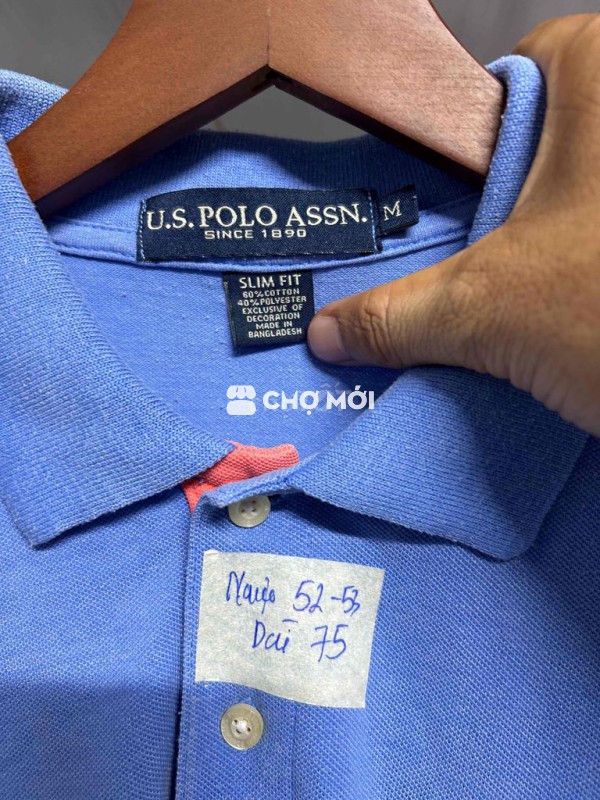 U.S. POLO ASSN.
SINCE 1890
M
SLIM FIT
60% COTTON
40% POLYESTER
EXCLUSIVE OF
DECORATION
MADE IN
BANGLADESH
CHỢ MỚI
52-53
Dài 75